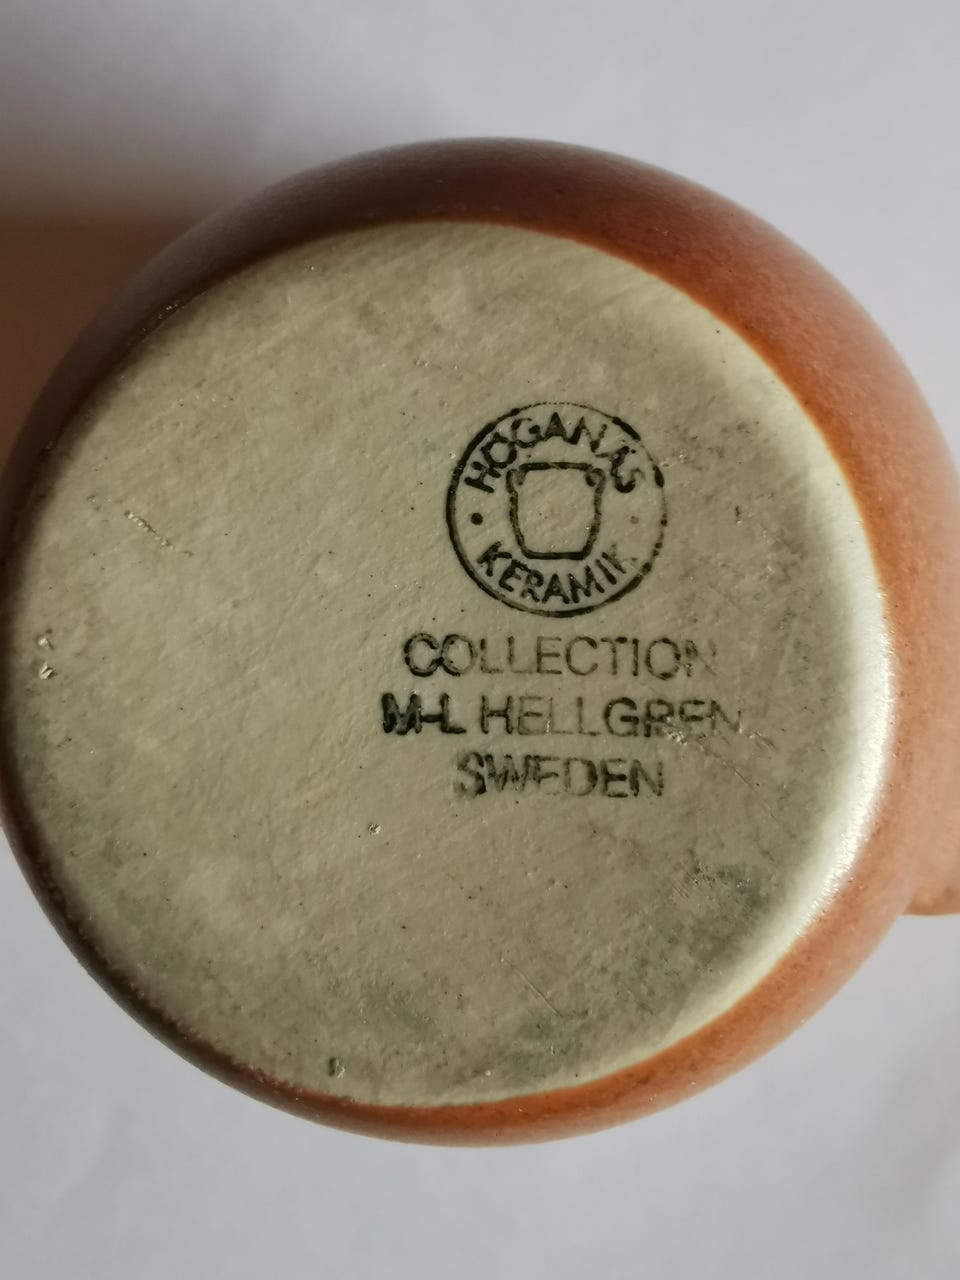 HÖGANÄS
KERAMIK
COLLECTION
M-L HELLGREN
SWEDEN